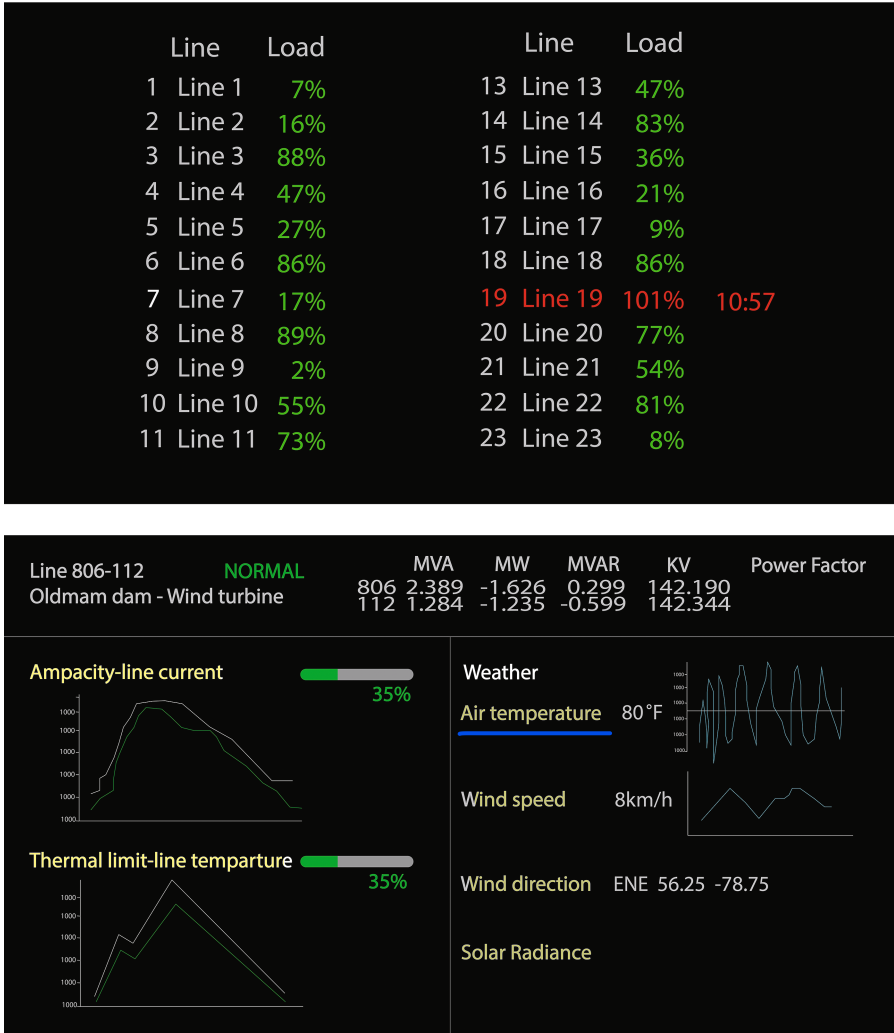 Line Load
1 Line 1 7%
2 Line 2 16%
3 Line 3 88%
4 Line 4 47%
5 Line 5 27%
6 Line 6 86%
7 Line 7 17%
8 Line 8 89%
9 Line 9 2%
10 Line 10 55%
11 Line 11 73%
Line Load
13 Line 13 47%
14 Line 14 83%
15 Line 15 36%
16 Line 16 21%
17 Line 17 9%
18 Line 18 86%
19 Line 19 101% 10:57
20 Line 20 77%
21 Line 21 54%
22 Line 22 81%
23 Line 23 8%
Line 806-112 NORMAL
Oldmam dam - Wind turbine
MVA MW MVAR KV Power Factor
806 2.389 -1.626 0.299 142.190
112 1.284 -1.235 -0.599 142.344
Ampacity-line current
35%
1000
1000
1000
1000
1000
1000
Thermal limit-line temparture
35%
1000
1000
1000
1000
1000
1000
Weather
Air temperature 80°F
1000
1000
1000
1000
1000
1000
Wind speed 8km/h
Wind direction ENE 56.25 -78.75
Solar Radiance